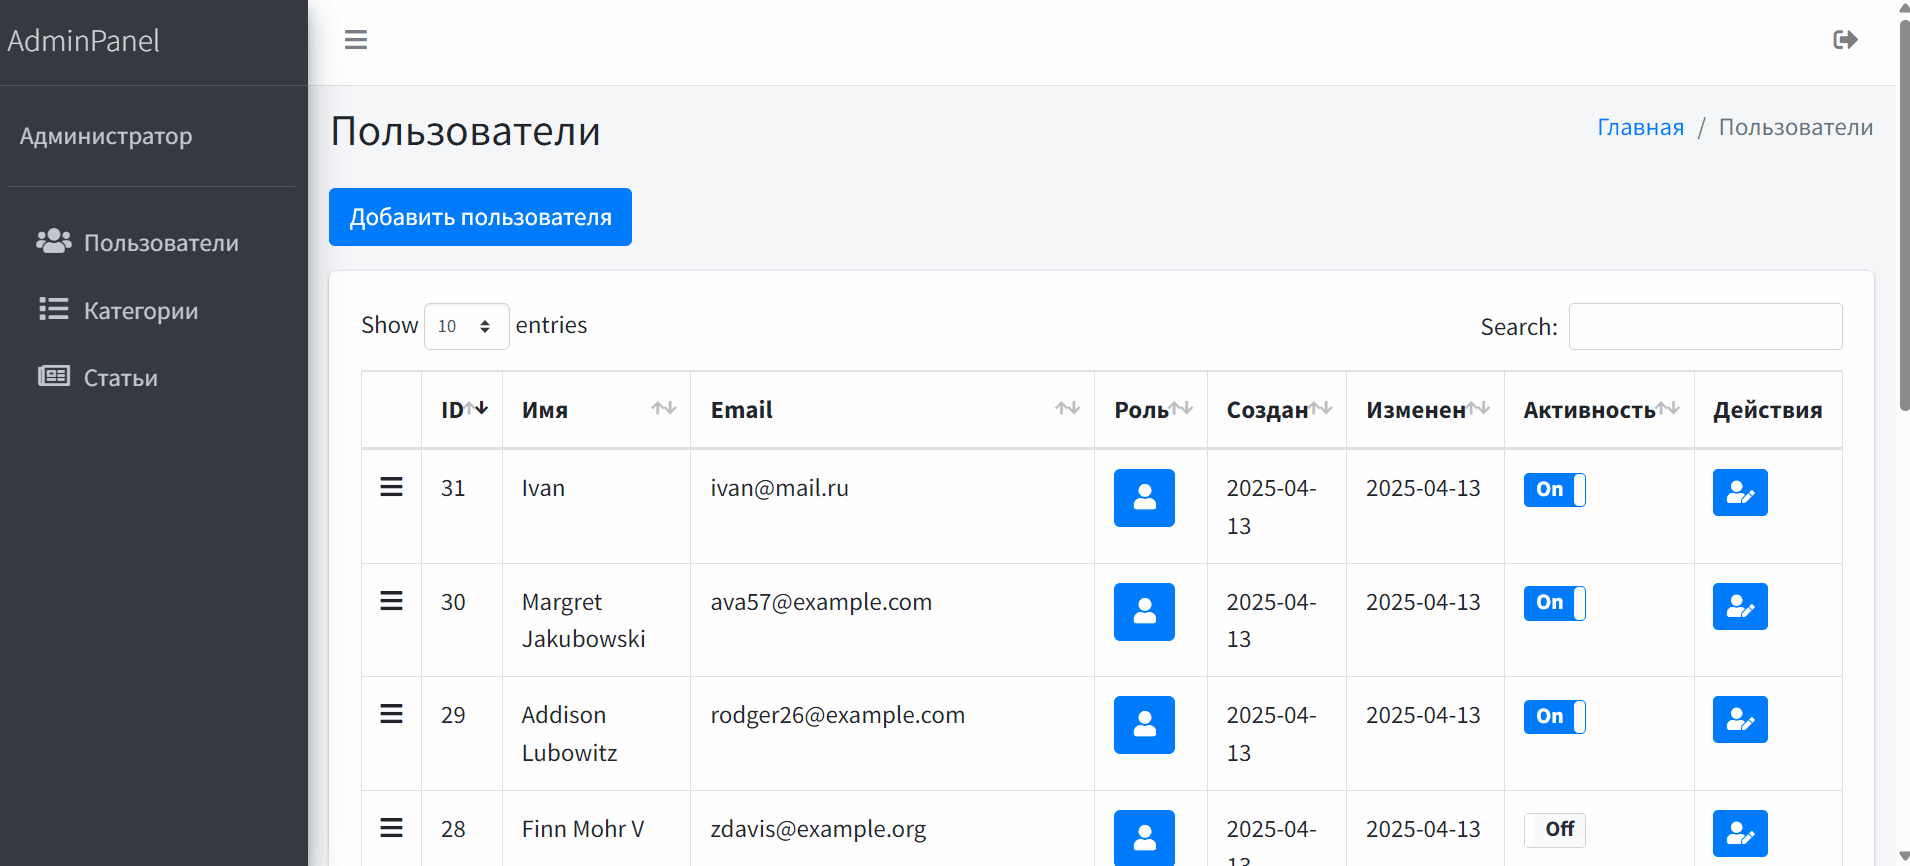 AdminPanel
Администратор
Пользователи
Категории
Статьи
Пользователи
Главная / Пользователи
Добавить пользователя
Show 10 entries
Search:
ID Имя Email Роль Создан Изменен Активность Действия
31 Ivan ivan@mail.ru 2025-04- 2025-04-13 On
13
30 Margret ava57@example.com 2025-04- 2025-04-13 On
Jakubowski 13
29 Addison rodger26@example.com 2025-04- 2025-04-13 On
Lubowitz 13
28 Finn Mohr V zdavis@example.org 2025-04- 2025-04-13 Off
13